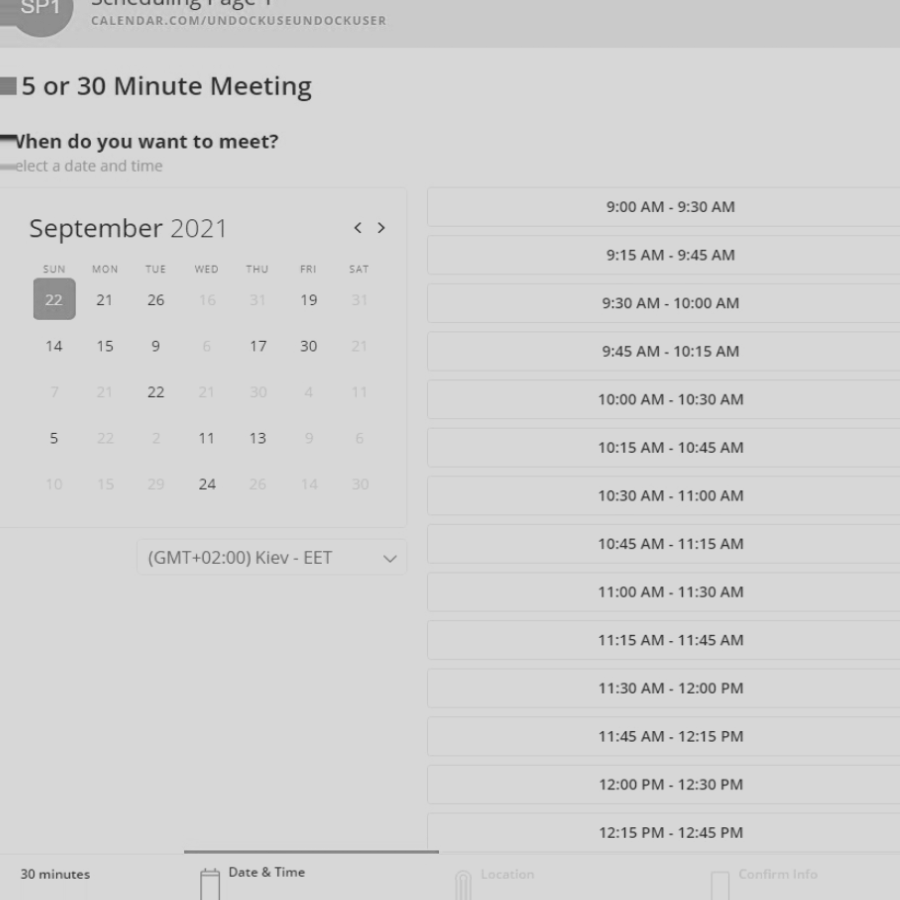 SP1
Scheduling Page 1
CALENDAR.COM/UNDOCKUSEUNDOCKUSER
5 or 30 Minute Meeting
When do you want to meet?
elect a date and time
September 2021
SUN MON TUE WED THU FRI SAT
22 21 26 16 31 19 31
14 15 9 6 17 30 21
7 21 22 21 30 4 11
5 22 2 11 13 9 6
10 15 29 24 26 14 30
(GMT+02:00) Kiev - EET
9:00 AM - 9:30 AM
9:15 AM - 9:45 AM
9:30 AM - 10:00 AM
9:45 AM - 10:15 AM
10:00 AM - 10:30 AM
10:15 AM - 10:45 AM
10:30 AM - 11:00 AM
10:45 AM - 11:15 AM
11:00 AM - 11:30 AM
11:15 AM - 11:45 AM
11:30 AM - 12:00 PM
11:45 AM - 12:15 PM
12:00 PM - 12:30 PM
12:15 PM - 12:45 PM
30 minutes
Date & Time
Location
Confirm Info